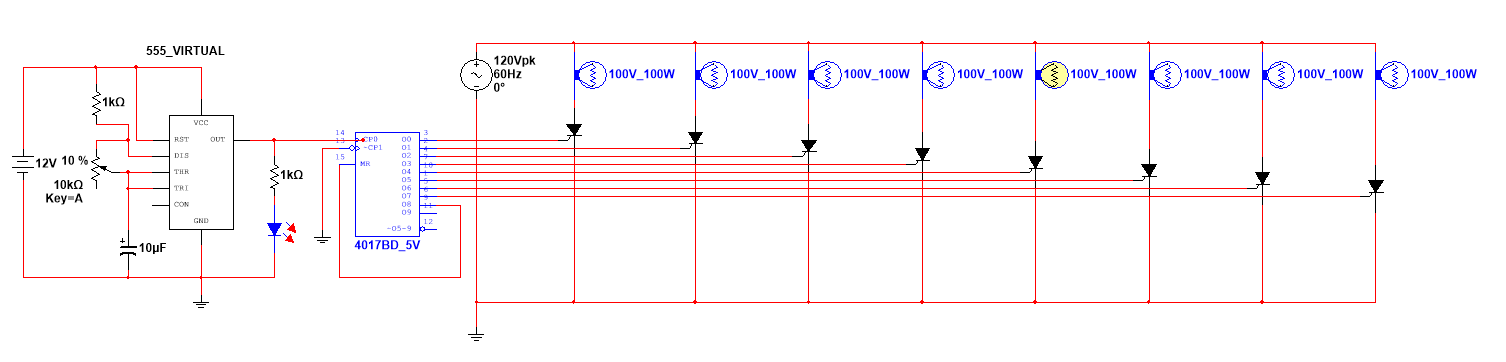 555_VIRTUAL
1kΩ
VCC
RST
OUT
DIS
THR
TRI
CON
GND
12V
10 %
10kΩ
Key=A
10µF
1kΩ
14
CP0
13
-CP1
15
MR
3
O0
2
O1
4
O2
7
O3
10
O4
1
O5
5
O6
6
O7
9
O8
11
O9
12
-O5-9
4017BD_5V
120Vpk
60Hz
0°
100V_100W
100V_100W
100V_100W
100V_100W
100V_100W
100V_100W
100V_100W
100V_100W